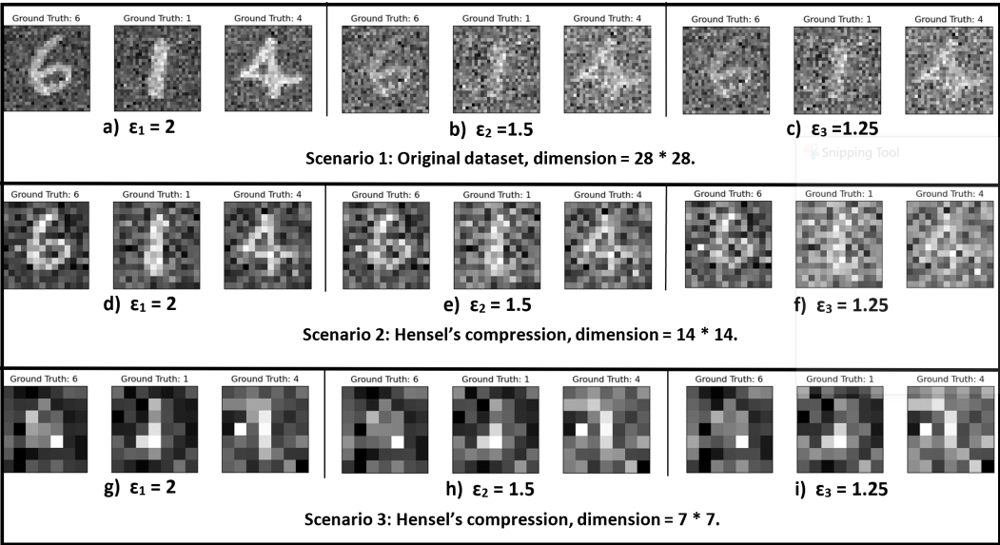 Ground Truth: 6 Ground Truth: 1 Ground Truth: 4 Ground Truth: 6 Ground Truth: 1 Ground Truth: 4 Ground Truth: 6 Ground Truth: 1 Ground Truth: 4
a) ε₁ = 2 b) ε₂ =1.5 c) ε₃ =1.25
Scenario 1: Original dataset, dimension = 28 * 28.
Snipping Tool
Ground Truth: 6 Ground Truth: 1 Ground Truth: 4 Ground Truth: 6 Ground Truth: 1 Ground Truth: 4 Ground Truth: 6 Ground Truth: 1 Ground Truth: 4
d) ε₁ = 2 e) ε₂ = 1.5 f) ε₃ = 1.25
Scenario 2: Hensel’s compression, dimension = 14 * 14.
Ground Truth: 6 Ground Truth: 1 Ground Truth: 4 Ground Truth: 6 Ground Truth: 1 Ground Truth: 4 Ground Truth: 6 Ground Truth: 1 Ground Truth: 4
g) ε₁ = 2 h) ε₂ = 1.5 i) ε₃ = 1.25
Scenario 3: Hensel’s compression, dimension = 7 * 7.